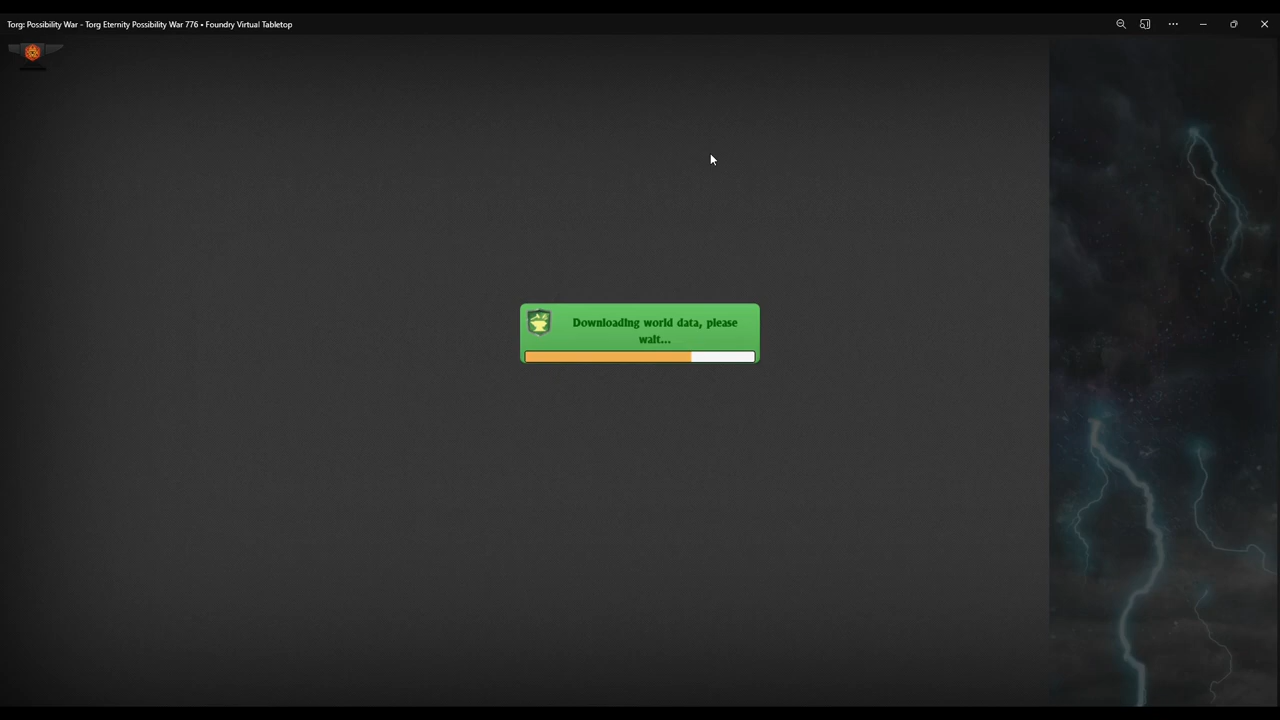 Torg: Possibility War - Torg Eternity Possibility War 776 • Foundry Virtual Tabletop
Downloading world data, please
wait...